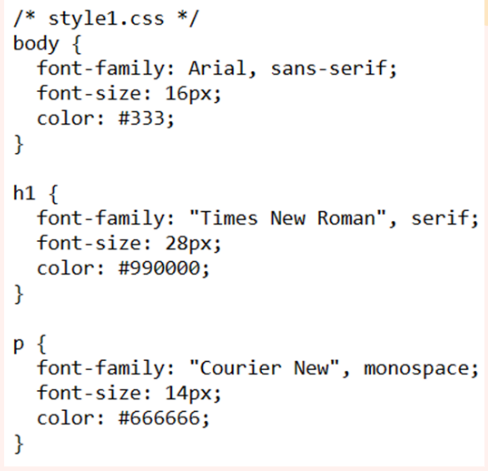 /* style1.css */
body {
  font-family: Arial, sans-serif;
  font-size: 16px;
  color: #333;
}

h1 {
  font-family: "Times New Roman", serif;
  font-size: 28px;
  color: #990000;
}

p {
  font-family: "Courier New", monospace;
  font-size: 14px;
  color: #666666;
}